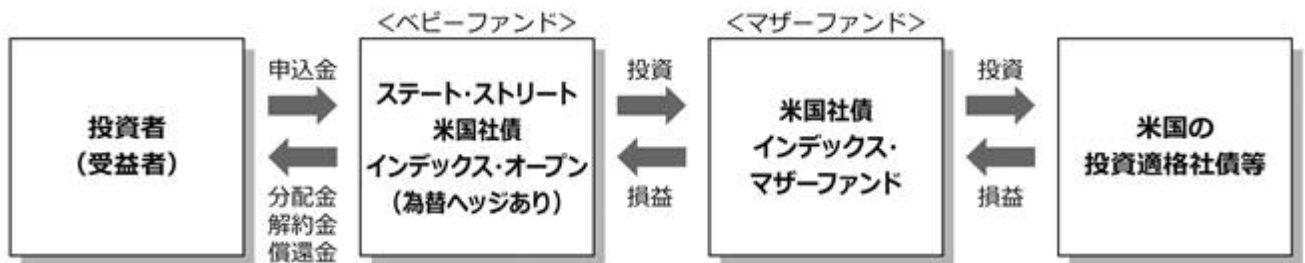 <ベビーファンド>
<マザーファンド>
投資者
(受益者)
申込金
分配金
解約金
償還金
ステート・ストリート
米国社債
インデックス・オープン
(為替ヘッジあり)
投資
損益
米国社債
インデックス・
マザーファンド
投資
損益
米国の
投資適格社債等